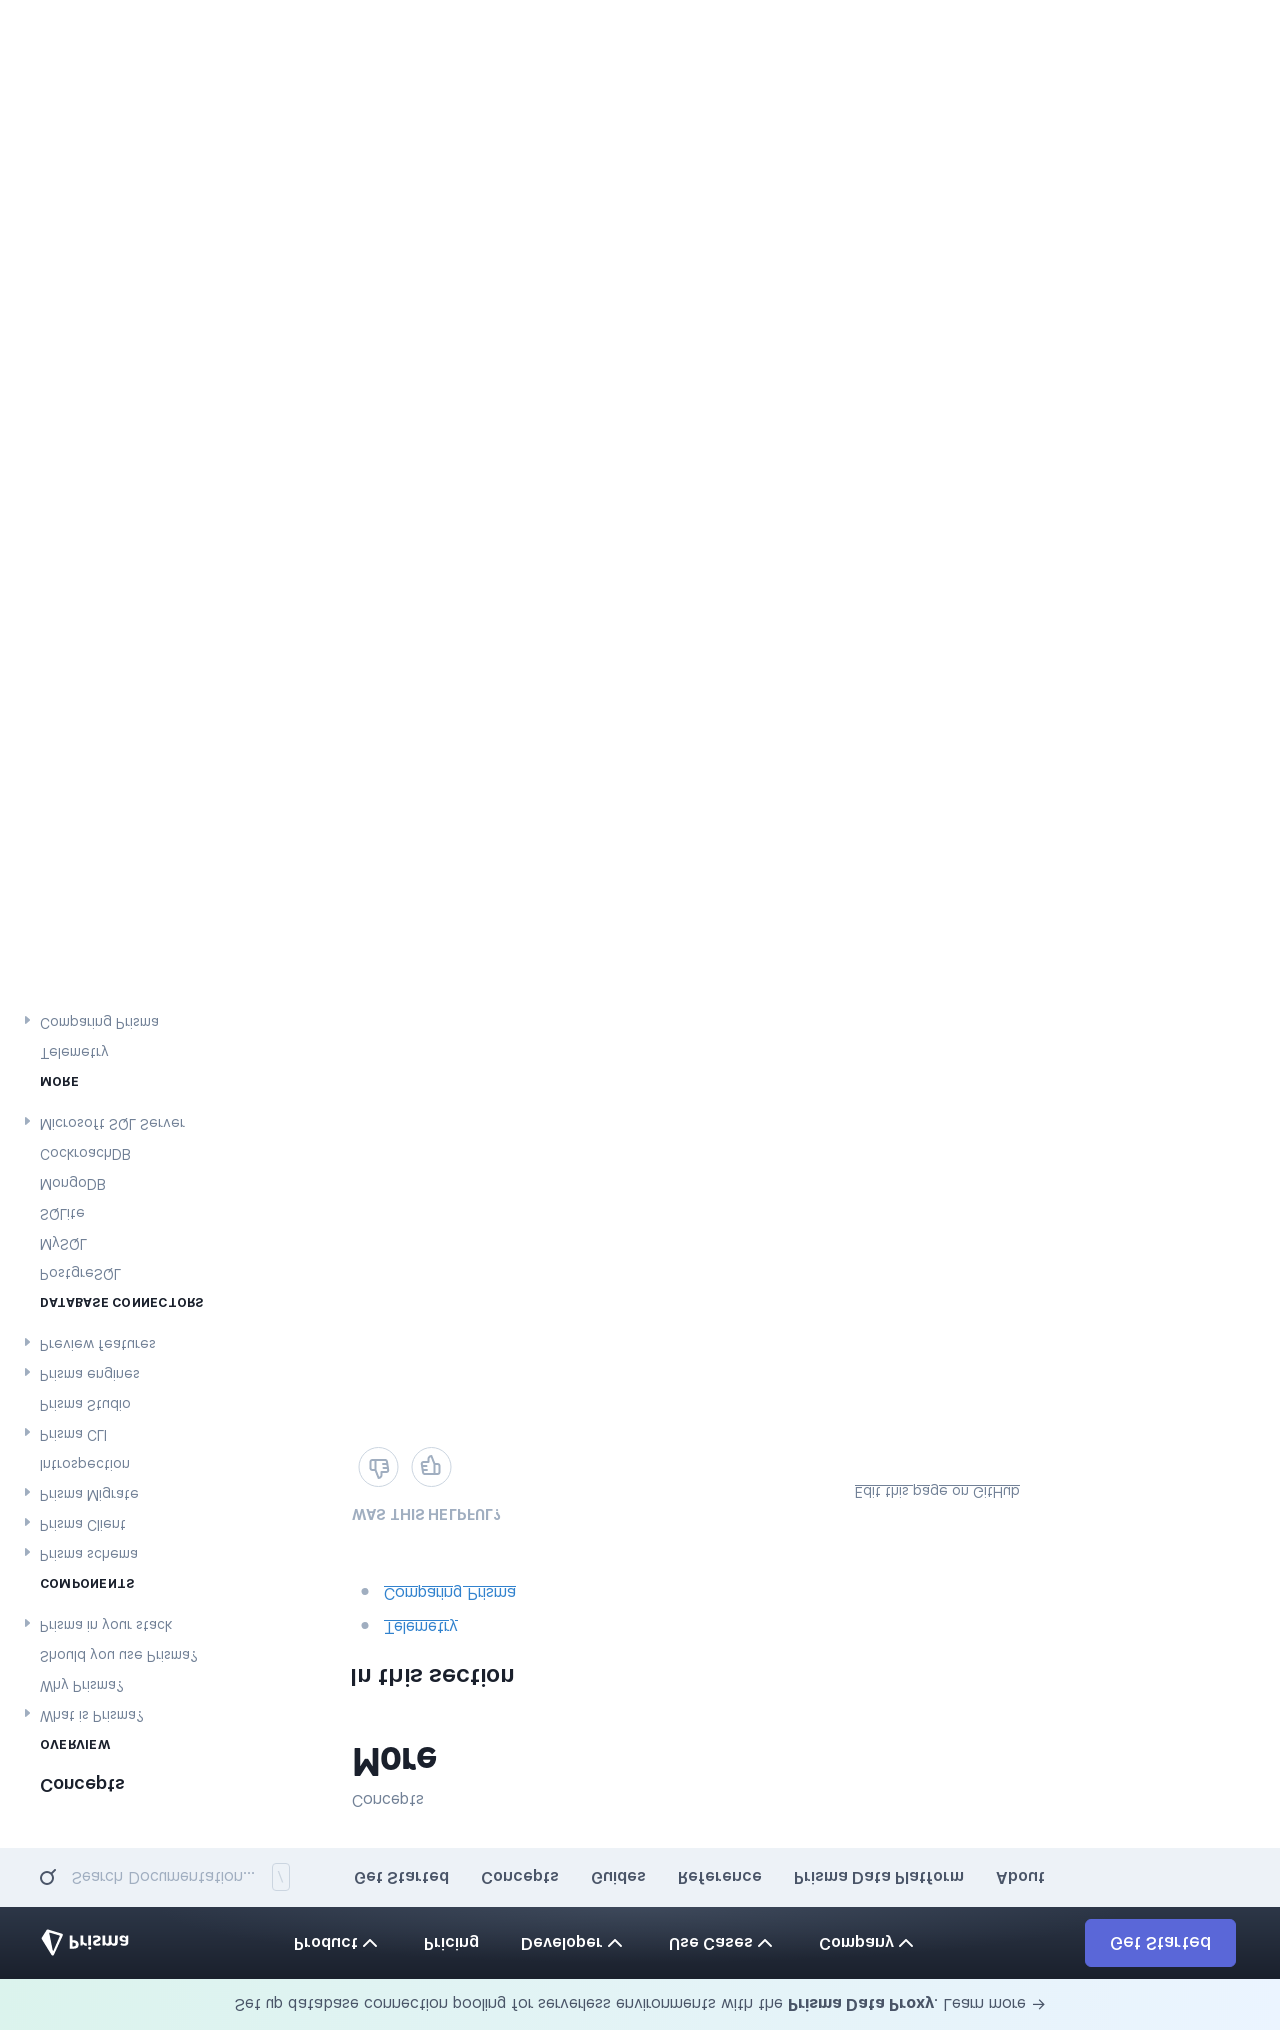 Set up database connection pooling for serverless environments with the Prisma Data Proxy. Learn more →
Prisma
Product
Pricing
Developer
Use Cases
Company
Get Started
Search Documentation...
/
Get Started
Concepts
Guides
Reference
Prisma Data Platform
About
Concepts
OVERVIEW
What is Prisma?
Why Prisma?
Should you use Prisma?
Prisma in your stack
COMPONENTS
Prisma schema
Prisma Client
Prisma Migrate
Introspection
Prisma CLI
Prisma Studio
Prisma engines
Preview features
DATABASE CONNECTORS
PostgreSQL
MySQL
SQLite
MongoDB
CockroachDB
Microsoft SQL Server
MORE
Telemetry
Comparing Prisma
Concepts
More
In this section
Telemetry
Comparing Prisma
WAS THIS HELPFUL?
Edit this page on GitHub